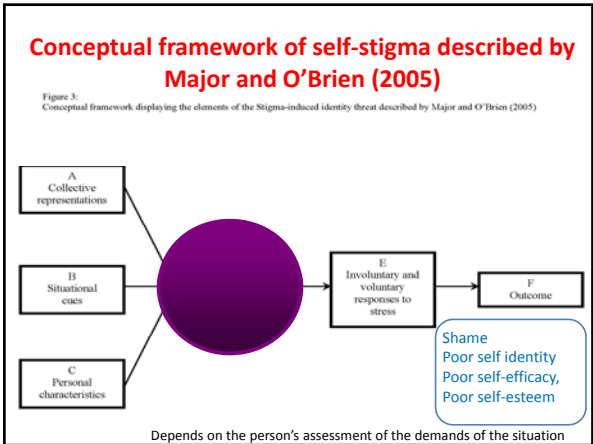 Conceptual framework of self-stigma described by
Major and O’Brien (2005)
Figure 3:
Conceptual framework displaying the elements of the Stigma-induced identity threat described by Major and O’Brien (2005)
A
Collective
representations
B
Situational
cues
C
Personal
characteristics
E
Involuntary and
voluntary
responses to
stress
F
Outcome
Shame
Poor self identity
Poor self-efficacy,
Poor self-esteem
Depends on the person’s assessment of the demands of the situation